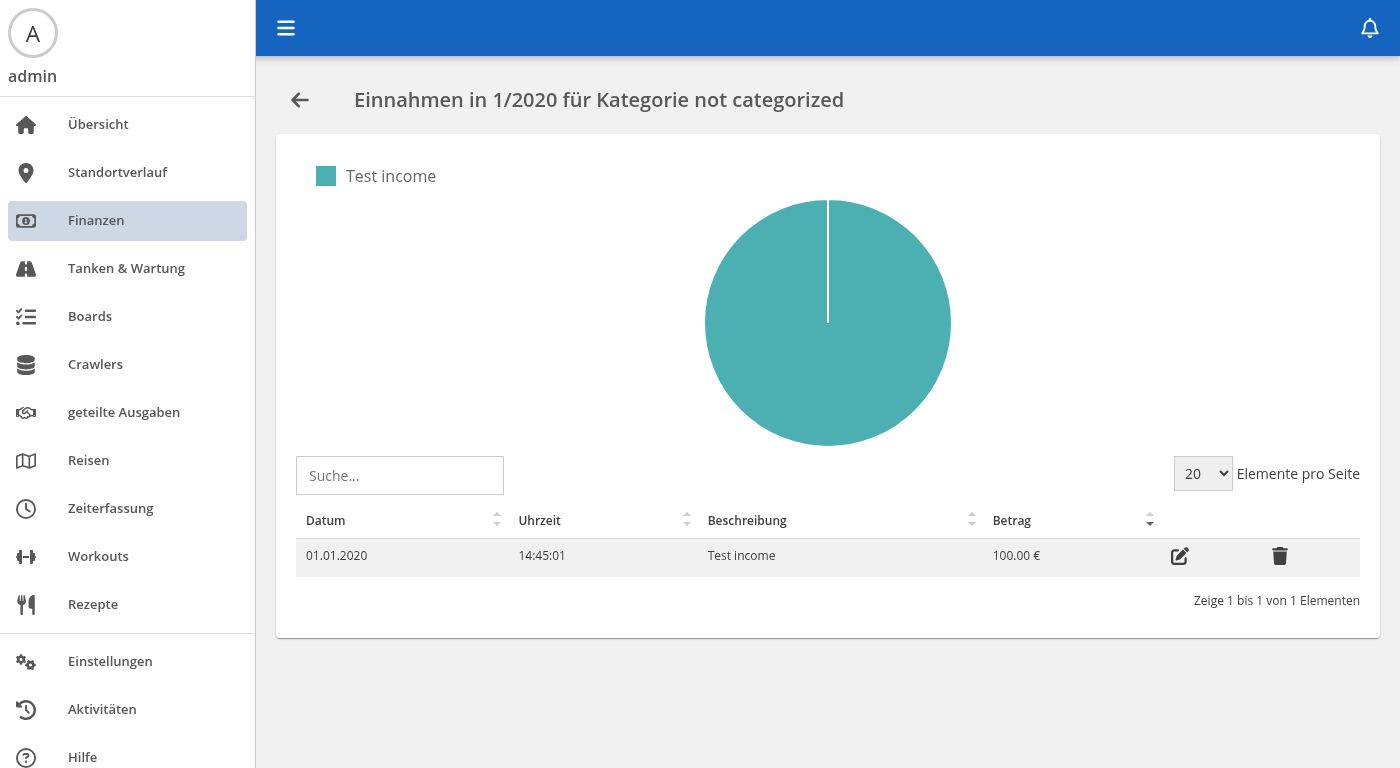 A
admin
Übersicht
Standortverlauf
Finanzen
Tanken & Wartung
Boards
Crawlers
geteilte Ausgaben
Reisen
Zeiterfassung
Workouts
Rezepte
Einstellungen
Aktivitäten
Hilfe
Einnahmen in 1/2020 für Kategorie not categorized
Test income
Suche...
20 Elemente pro Seite
Datum Uhrzeit Beschreibung Betrag
01.01.2020 14:45:01 Test income 100.00 €
Zeige 1 bis 1 von 1 Elementen